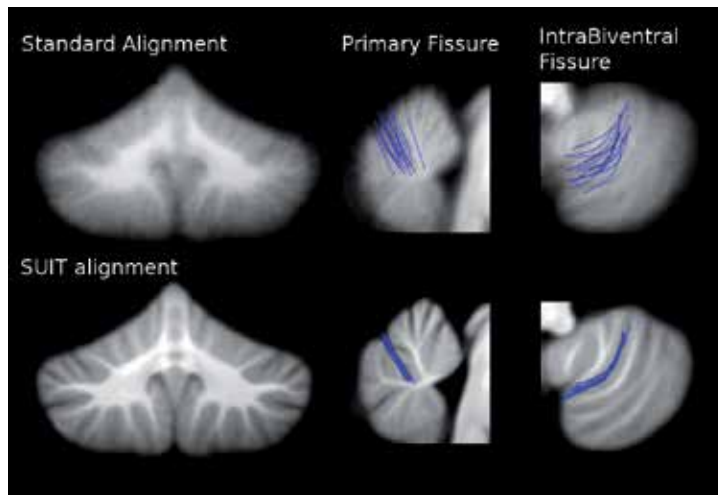 Standard Alignment
Primary Fissure
IntraBiventral
Fissure
SUIT alignment